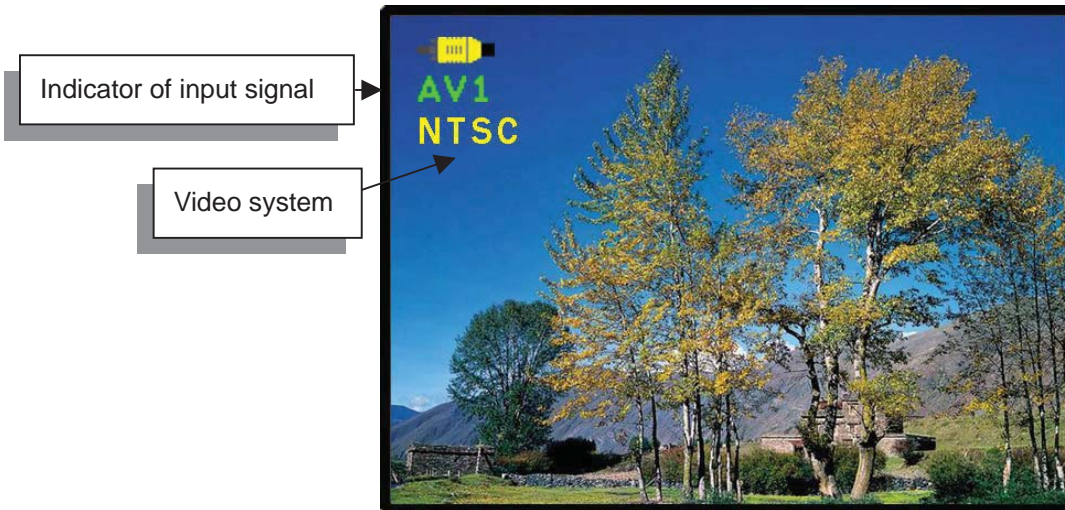 Indicator of input signal
AV1
NTSC
Video system